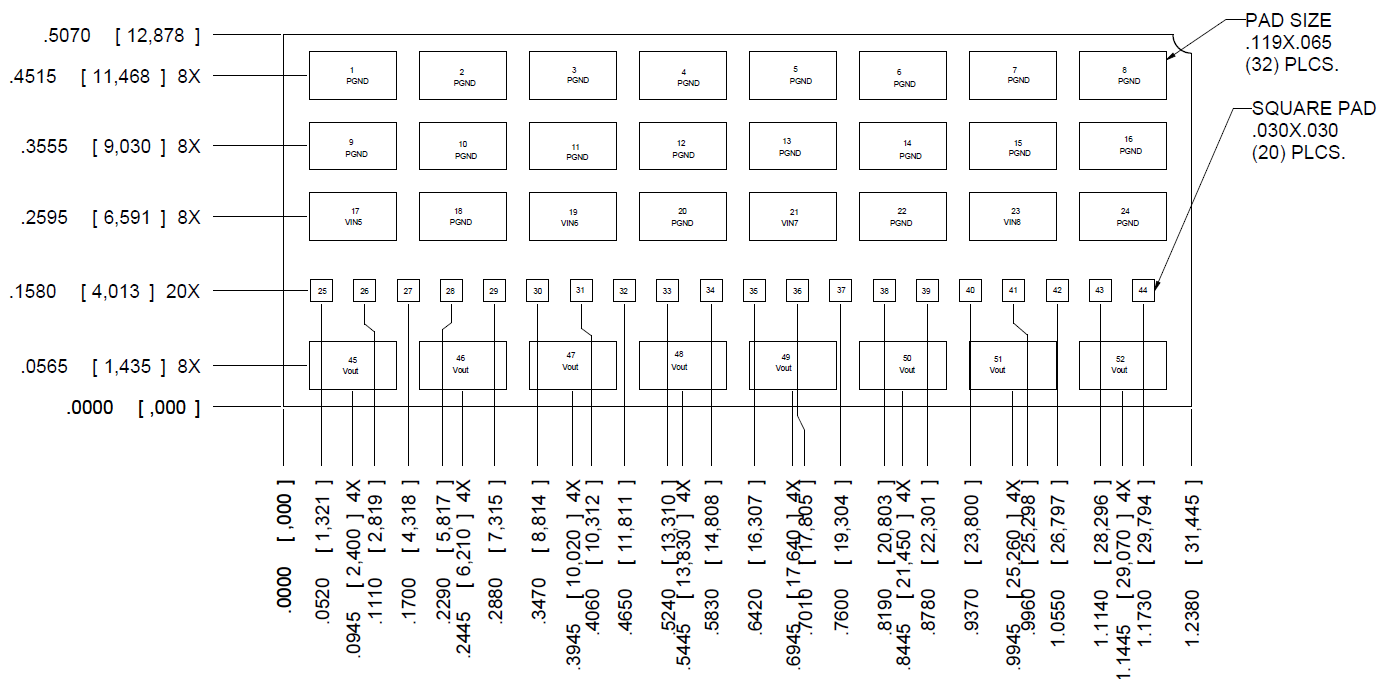 .5070 [ 12,878 ]
PAD SIZE
.119X.065
(32) PLCS.
.4515 [ 11,468 ] 8X
1
PGND
2
PGND
3
PGND
4
PGND
5
PGND
6
PGND
7
PGND
8
PGND
SQUARE PAD
.030X.030
(20) PLCS.
.3555 [ 9,030 ] 8X
9
PGND
10
PGND
11
PGND
12
PGND
13
PGND
14
PGND
15
PGND
16
PGND
.2595 [ 6,591 ] 8X
17
VIN5
18
PGND
19
VIN6
20
PGND
21
VIN7
22
PGND
23
VIN8
24
PGND
.1580 [ 4,013 ] 20X
25 26 27 28 29 30 31 32 33 34 35 36 37 38 39 40 41 42 43 44
.0565 [ 1,435 ] 8X
45
Vout
46
Vout
47
Vout
48
Vout
49
Vout
50
Vout
51
Vout
52
Vout
.0000 [ ,000 ]
.0000 [ ,000 ]
.0520 [ 1,321 ]
.0945 [ 2,400 ] 4X
.1110 [ 2,819 ]
.1700 [ 4,318 ]
.2290 [ 5,817 ]
.2445 [ 6,210 ] 4X
.2880 [ 7,315 ]
.3470 [ 8,814 ]
.3945 [ 10,020 ] 4X
.4060 [ 10,312 ]
.4650 [ 11,811 ]
.5240 [ 13,310 ]
.5445 [ 13,830 ] 4X
.5830 [ 14,808 ]
.6420 [ 16,307 ]
.6945 [ 17,640 ] 4X
.7010 [ 17,805 ]
.7600 [ 19,304 ]
.8190 [ 20,803 ]
.8445 [ 21,450 ] 4X
.8780 [ 22,301 ]
.9370 [ 23,800 ]
.9945 [ 25,260 ] 4X
.9960 [ 25,298 ]
1.0550 [ 26,797 ]
1.1140 [ 28,296 ]
1.1445 [ 29,070 ] 4X
1.1730 [ 29,794 ]
1.2380 [ 31,445 ]